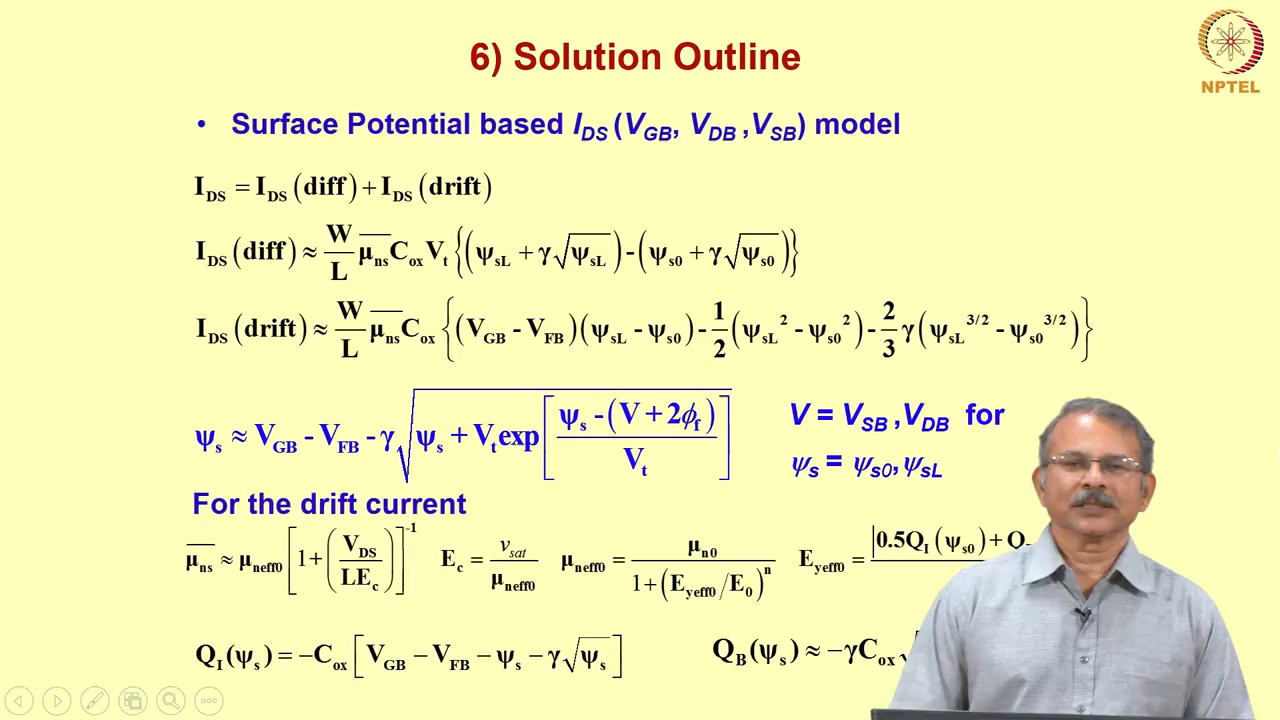 6) Solution Outline
NPTEL
• Surface Potential based I_DS (V_GB, V_DB ,V_SB) model
I_DS = I_DS (diff) + I_DS (drift)
I_DS (diff) ≈ W/L μ̅_ns C_ox V_t {(ψ_sL + γ√ψ_sL) - (ψ_s0 + γ√ψ_s0)}
I_DS (drift) ≈ W/L μ̅_ns C_ox {(V_GB - V_FB)(ψ_sL - ψ_s0) - 1/2 (ψ_sL² - ψ_s0²) - 2/3 γ(ψ_sL^3/2 - ψ_s0^3/2)}
ψ_s ≈ V_GB - V_FB - γ√(ψ_s + V_t exp[(ψ_s - (V + 2ϕ_f))/V_t]) V = V_SB ,V_DB for
ψ_s = ψ_s0, ψ_sL
For the drift current
μ̅_ns ≈ μ_neff0 [1 + (V_DS/LE_c)]^-1 E_c = v_sat/μ_neff0 μ_neff0 = μ_n0/(1 + (E_yeff0/E_0)^n) E_yeff0 = |0.5Q_I (ψ_s0) +
Q_I (ψ_s) = −C_ox [V_GB − V_FB − ψ_s − γ√ψ_s] Q_B (ψ_s) ≈ −γC_ox √